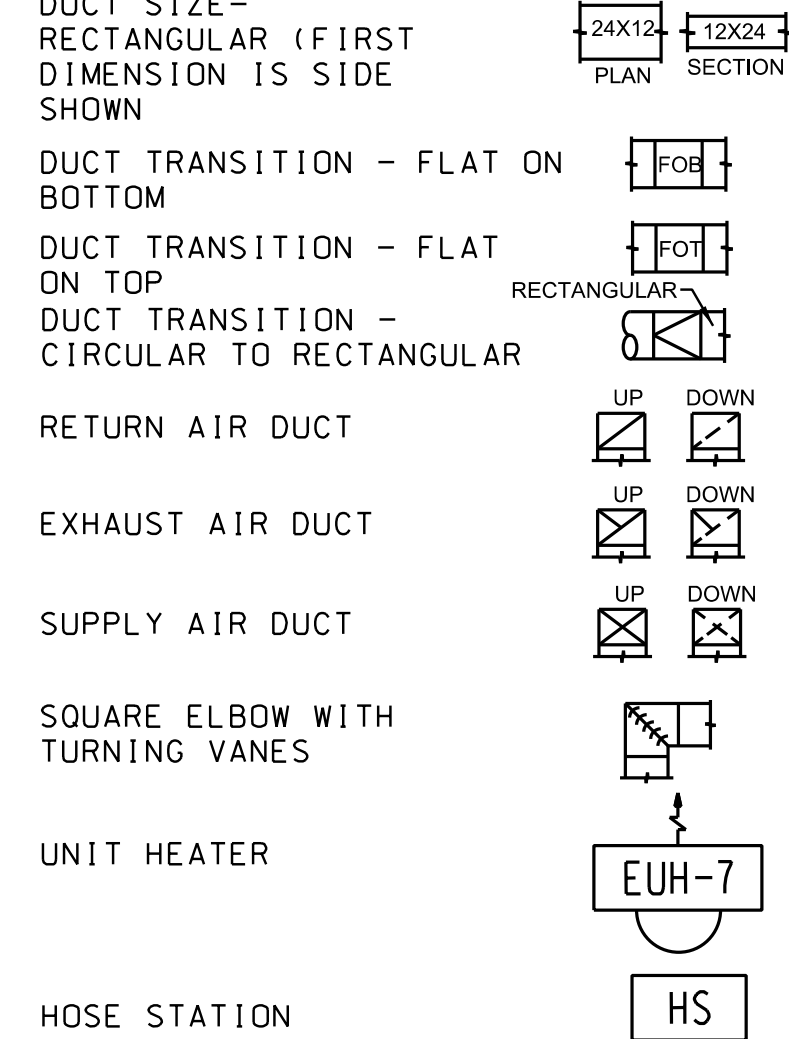 DUCT SIZE-
RECTANGULAR (FIRST
DIMENSION IS SIDE
SHOWN
24X12
PLAN
12X24
SECTION
DUCT TRANSITION - FLAT ON
BOTTOM
FOB
DUCT TRANSITION - FLAT
ON TOP
FOT
DUCT TRANSITION -
CIRCULAR TO RECTANGULAR
RECTANGULAR
RETURN AIR DUCT
UP DOWN
EXHAUST AIR DUCT
UP DOWN
SUPPLY AIR DUCT
UP DOWN
SQUARE ELBOW WITH
TURNING VANES
UNIT HEATER
EUH-7
HOSE STATION
HS